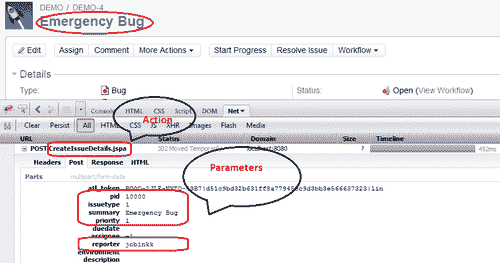 DEMO / DEMO-4
Emergency Bug
Edit Assign Comment More Actions Start Progress Resolve Issue Workflow
Details
Type: Bug Status: Open (View Workflow)
Console HTML CSS Script DOM Net
Action
Clear Persist All HTML CSS JS XHR Images Flash Media
URL Status Domain Size Timeline
POST CreateIssueDetails.jspa 302 Moved Temporarily localhost:8080 452ms
Headers Post Response HTML
Parameters
Parts multipart/form-data
atl_token
pid 10000
issuetype 1
summary Emergency Bug
priority 1
duedate
assignee -1
reporter jobinkk
environment
description